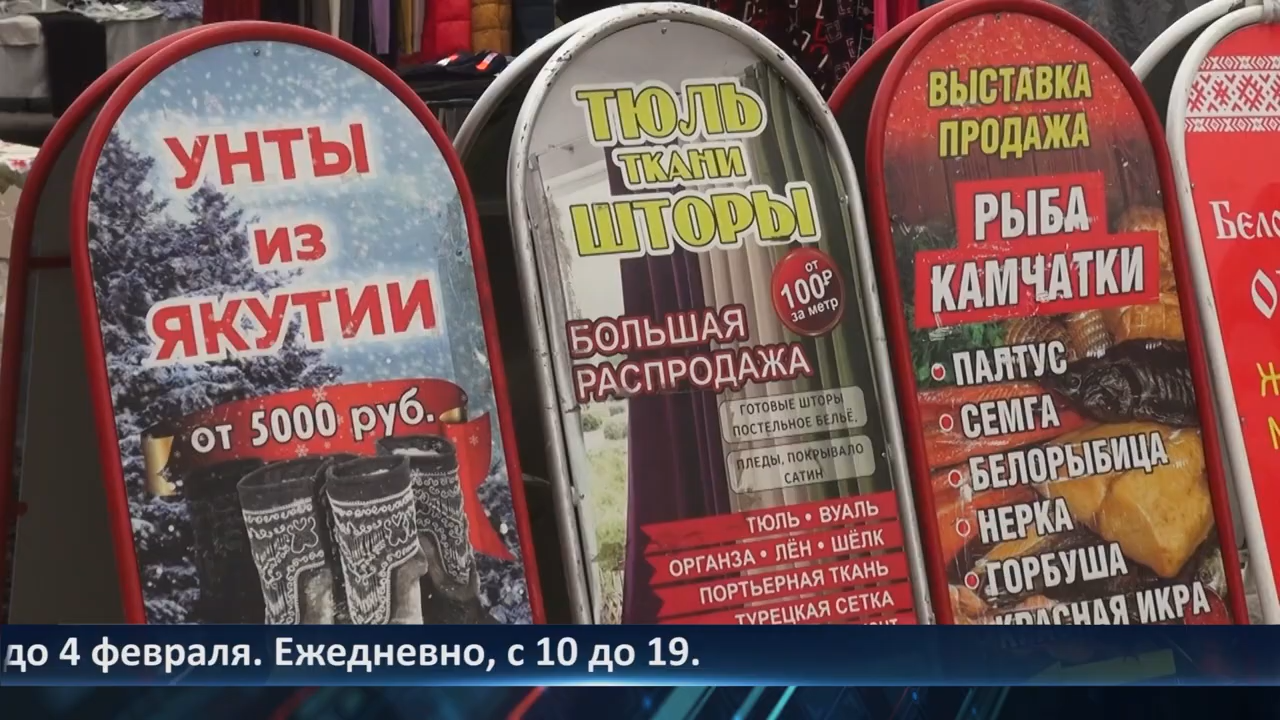 УНТЫ
ИЗ
ЯКУТИИ
от 5000 руб.
ТЮЛЬ
ТКАНИ
ШТОРЫ
от
100₽
за метр
БОЛЬШАЯ
РАСПРОДАЖА
ГОТОВЫЕ ШТОРЫ
ПОСТЕЛЬНОЕ БЕЛЬЁ,
ПЛЕДЫ, ПОКРЫВАЛО
САТИН
ТЮЛЬ • ВУАЛЬ
ОРГАНЗА • ЛЁН • ШЁЛК
ПОРТЬЕРНАЯ ТКАНЬ
ТУРЕЦКАЯ СЕТКА
ВЫСТАВКА
ПРОДАЖА
РЫБА
КАМЧАТКИ
ПАЛТУС
СЕМГА
БЕЛОРЫБИЦА
НЕРКА
ГОРБУША
КРАСНАЯ ИКРА
до 4 февраля. Ежедневно, с 10 до 19.